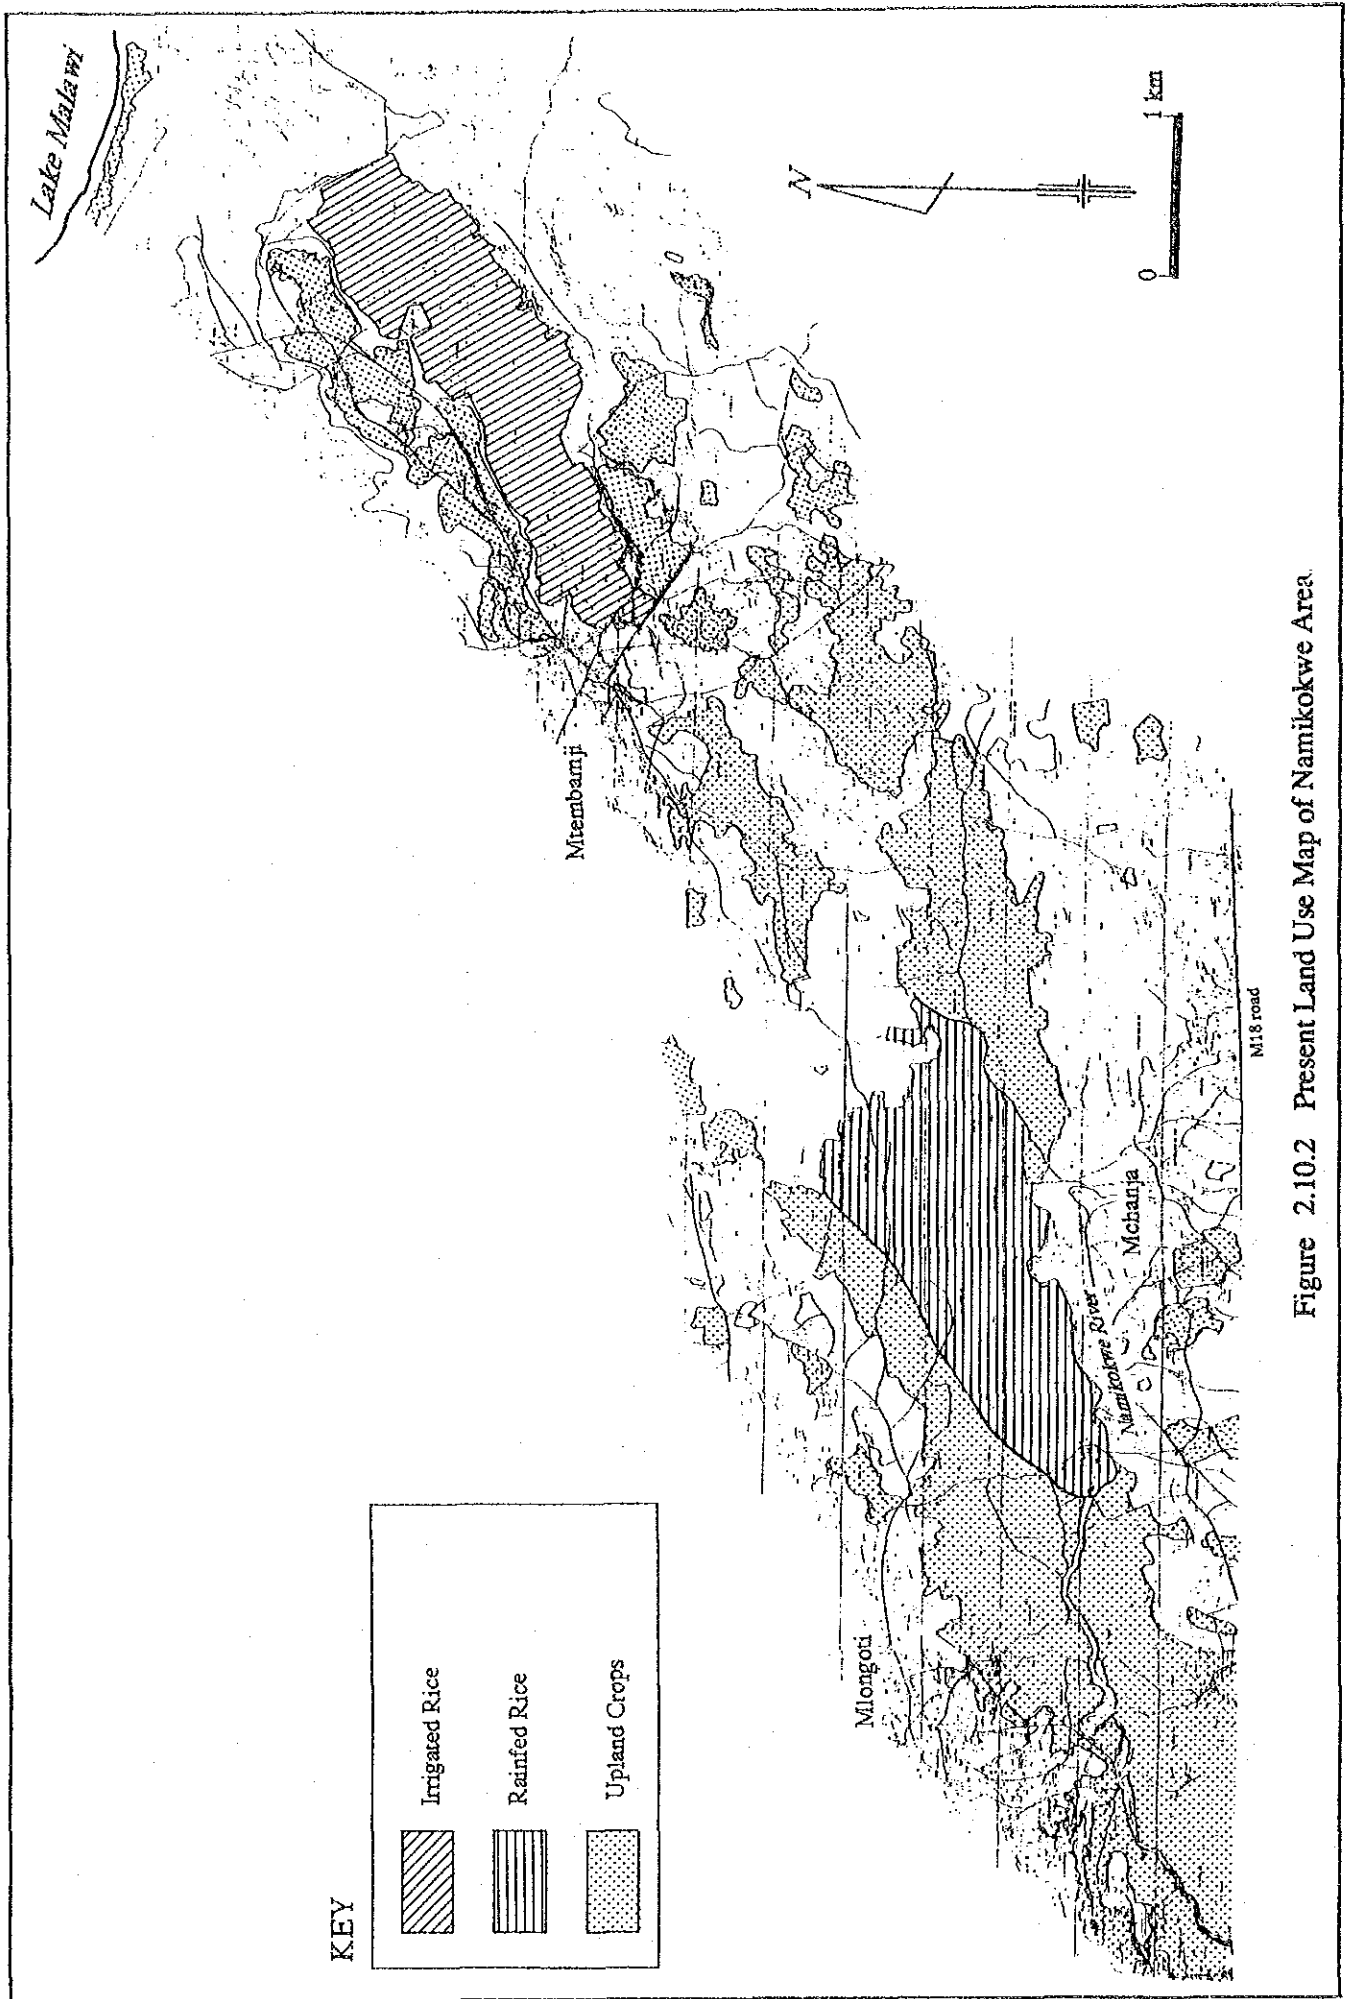 Lake Malawi
N
0
1 km
Mtembamji
Mlongoti
Mchanja
Namikokwe River
M18 road
KEY
Irrigated Rice
Rainfed Rice
Upland Crops
Figure 2.10.2 Present Land Use Map of Namikokwe Area